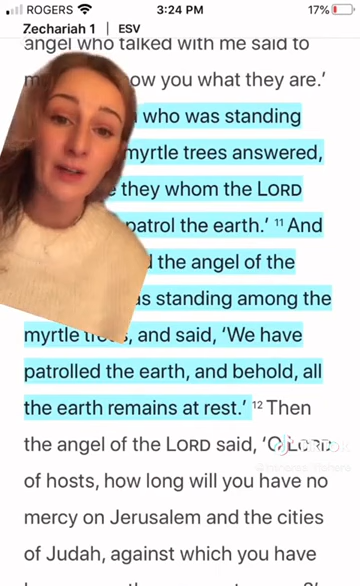 ROGERS 3:24 PM 17%
Zechariah 1 | ESV
angel who talked with me said to
ow you what they are.'
who was standing
myrtle trees answered,
they whom the LORD
patrol the earth.' 11 And
the angel of the
as standing among the
myrtle trees, and said, 'We have
patrolled the earth, and behold, all
the earth remains at rest.' 12 Then
the angel of the LORD said, 'O LORD
of hosts, how long will you have no
mercy on Jerusalem and the cities
of Judah, against which you have